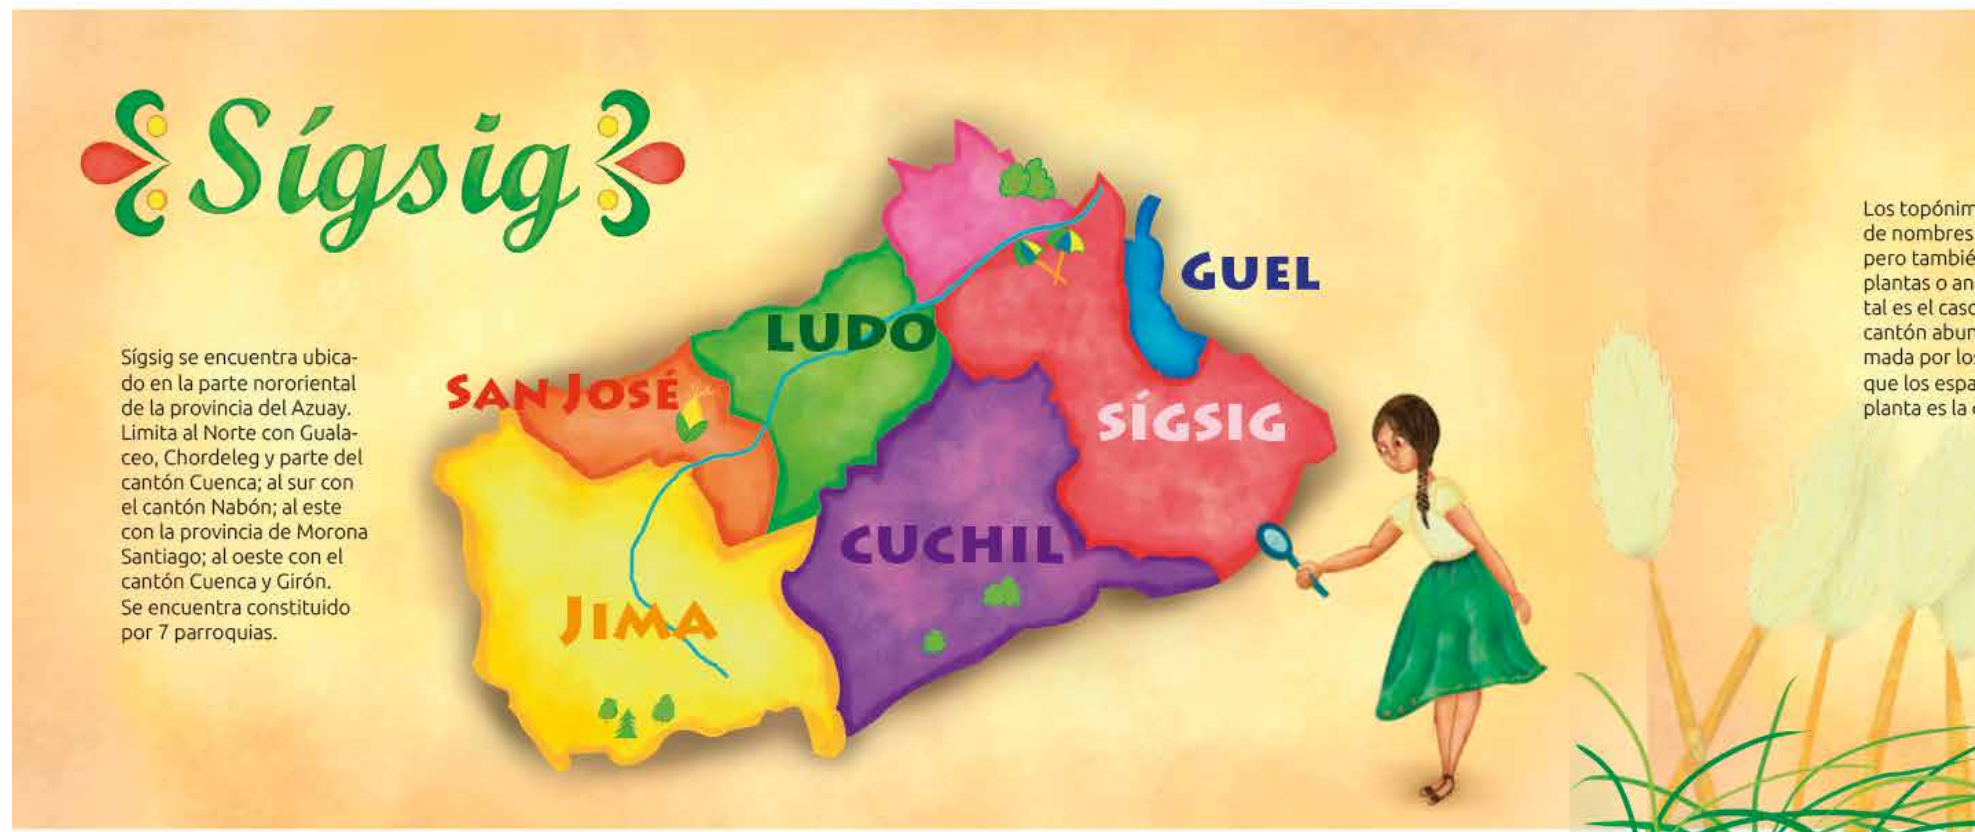 Sígsig
Sígsig se encuentra ubica-
do en la parte nororiental
de la provincia del Azuay.
Limita al Norte con Guala-
ceo, Chordeleg y parte del
cantón Cuenca; al sur con
el cantón Nabón; al este
con la provincia de Morona
Santiago; al oeste con el
cantón Cuenca y Girón.
Se encuentra constituido
por 7 parroquias.
GUEL
LUDO
SAN JOSÉ
SÍGSIG
CUCHIL
JIMA
Los topónim
de nombres
pero tambié
plantas o an
tal es el caso
cantón abun
mada por los
que los espa
planta es la